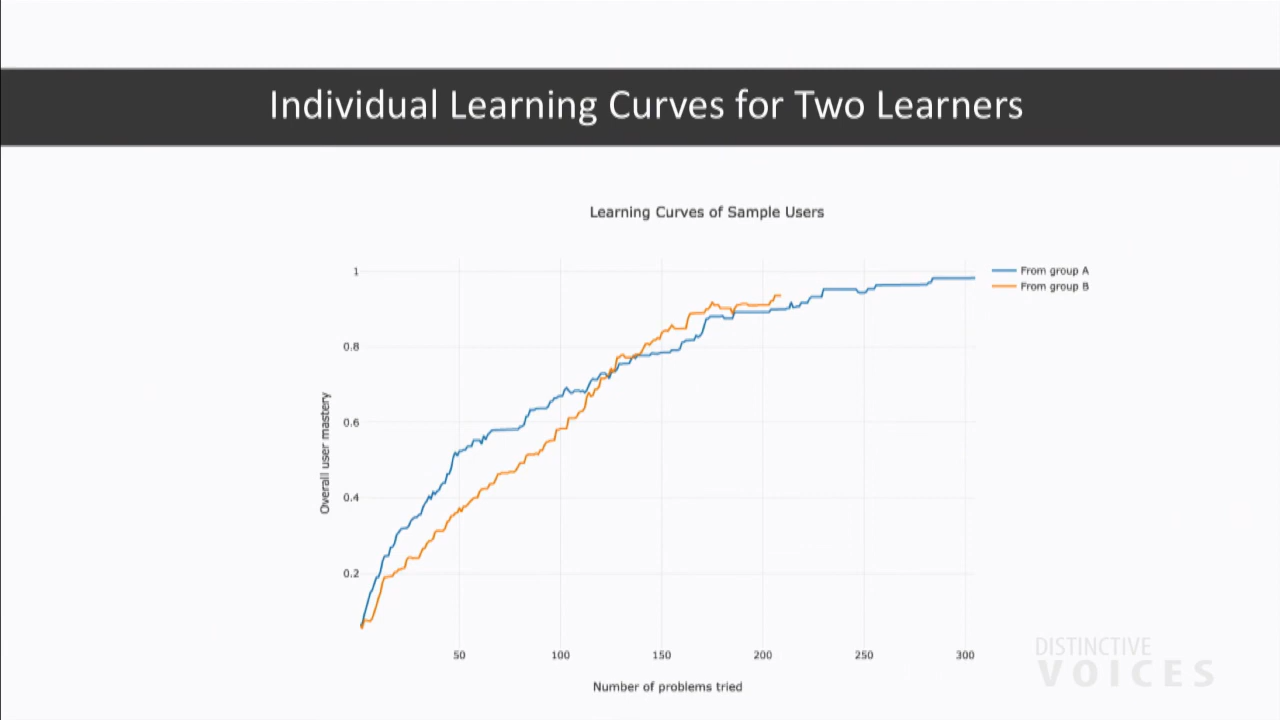 Individual Learning Curves for Two Learners
Learning Curves of Sample Users
From group A
From group B
1
0.8
0.6
0.4
0.2
Overall user mastery
50 100 150 200 250 300
Number of problems tried
DISTINCTIVE
VOICES